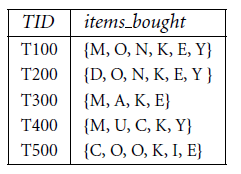 TID items_bought
T100 {M, O, N, K, E, Y}
T200 {D, O, N, K, E, Y }
T300 {M, A, K, E}
T400 {M, U, C, K, Y}
T500 {C, O, O, K, I, E}